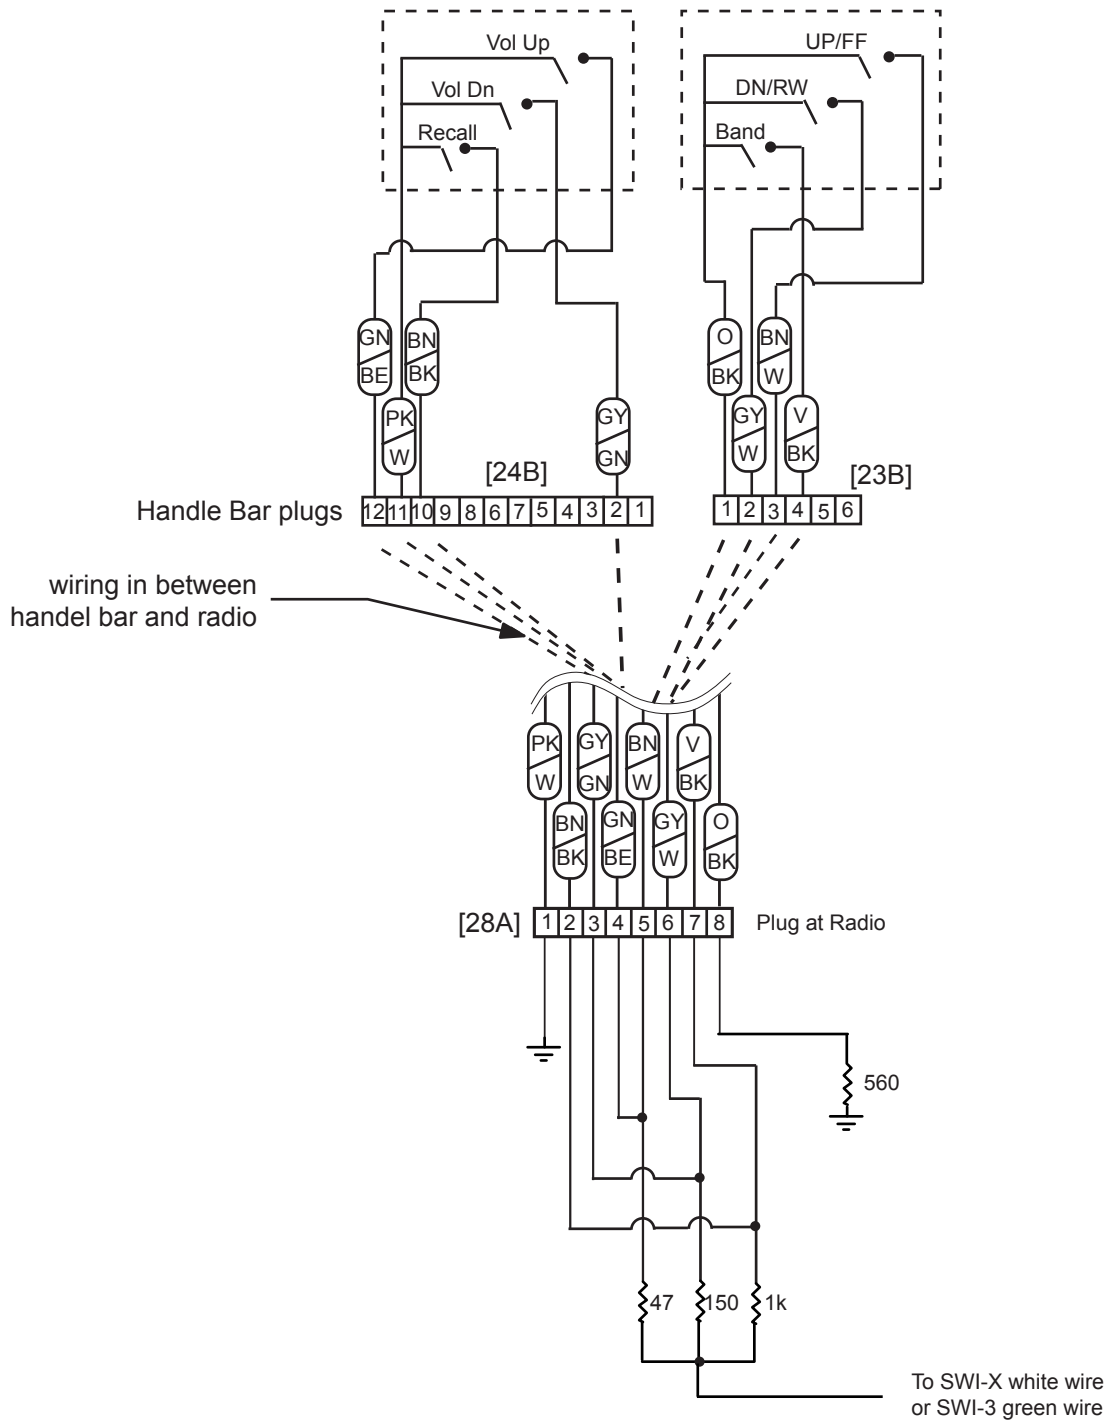 Vol Up
Vol Dn
Recall
UP/FF
DN/RW
Band
GN
BE
BN
BK
PK
W
GY
GN
O
BK
BN
W
GY
W
V
BK
[24B]
[23B]
Handle Bar plugs
12 11 10 9 8 6 7 5 4 3 2 1
1 2 3 4 5 6
wiring in between
handel bar and radio
PK
W
GY
GN
BN
W
V
BK
BN
BK
GN
BE
GY
W
O
BK
[28A]
1 2 3 4 5 6 7 8
Plug at Radio
560
47
150
1k
To SWI-X white wire
or SWI-3 green wire